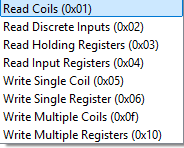 Read Coils (0x01)
Read Discrete Inputs (0x02)
Read Holding Registers (0x03)
Read Input Registers (0x04)
Write Single Coil (0x05)
Write Single Register (0x06)
Write Multiple Coils (0x0f)
Write Multiple Registers (0x10)